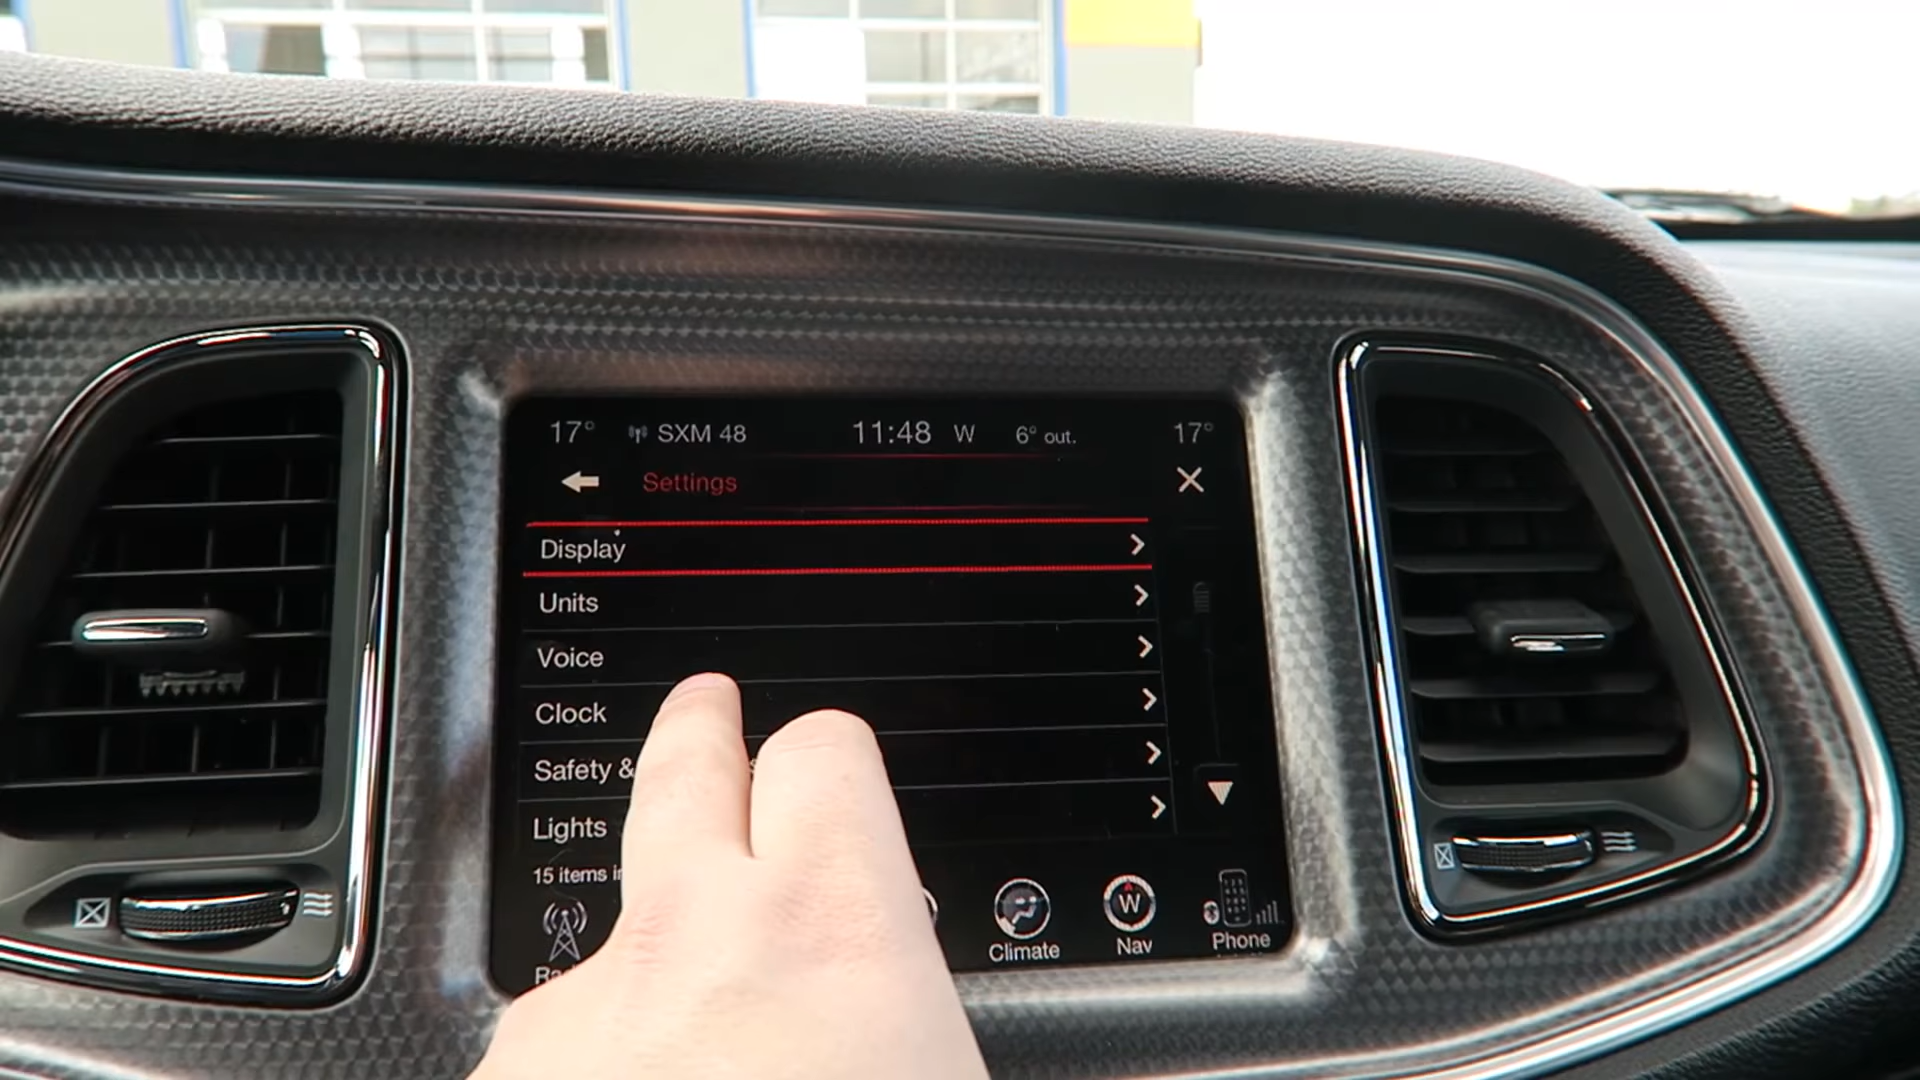 17° SXM 48 11:48 W 6° out. 17°
Settings
Display
Units
Voice
Clock
Safety &
Lights
15 items
Climate
W
Nav
Phone